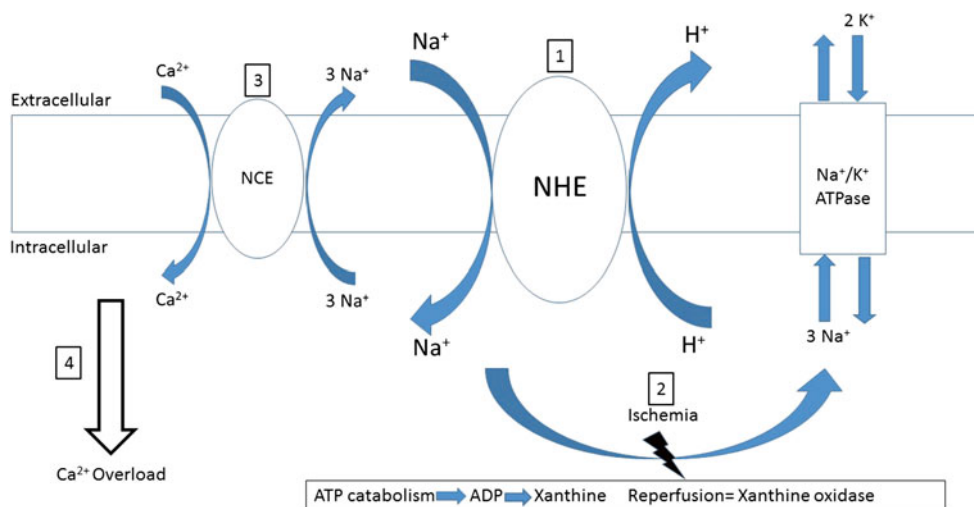 2 K⁺
Na⁺
H⁺
1
3
Ca²⁺
3 Na⁺
Extracellular
NCE
NHE
Na⁺/K⁺
ATPase
Intracellular
Ca²⁺
3 Na⁺
Na⁺
H⁺
3 Na⁺
4
2
Ischemia
Ca²⁺ Overload
ATP catabolism ADP Xanthine Reperfusion= Xanthine oxidase